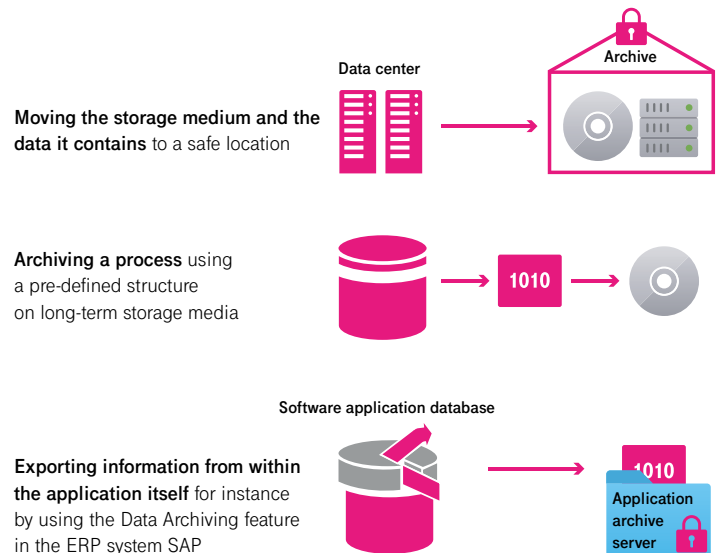 Data center
Archive
Moving the storage medium and the
data it contains to a safe location
Archiving a process using
a pre-defined structure
on long-term storage media
1010
Software application database
Exporting information from within
the application itself for instance
by using the Data Archiving feature
in the ERP system SAP
1010
Application
archive
server